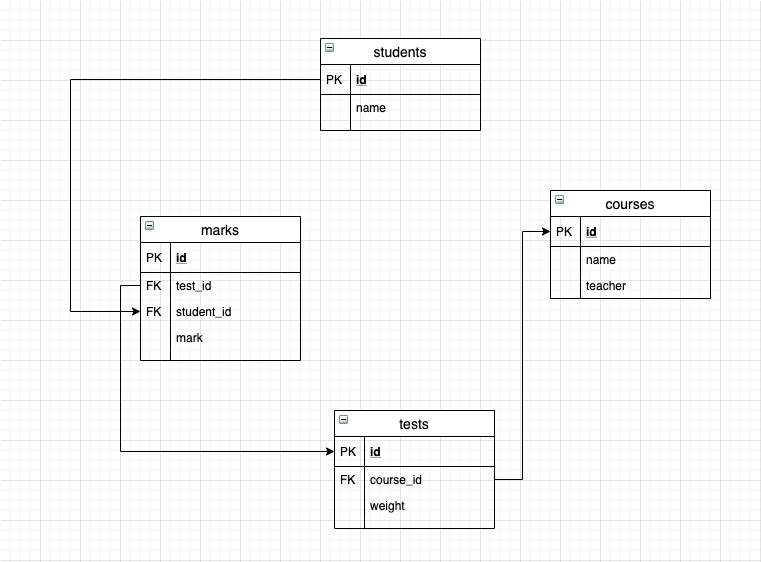 students
PK id
name
courses
PK id
name
teacher
marks
PK id
FK test_id
FK student_id
mark
tests
PK id
FK course_id
weight